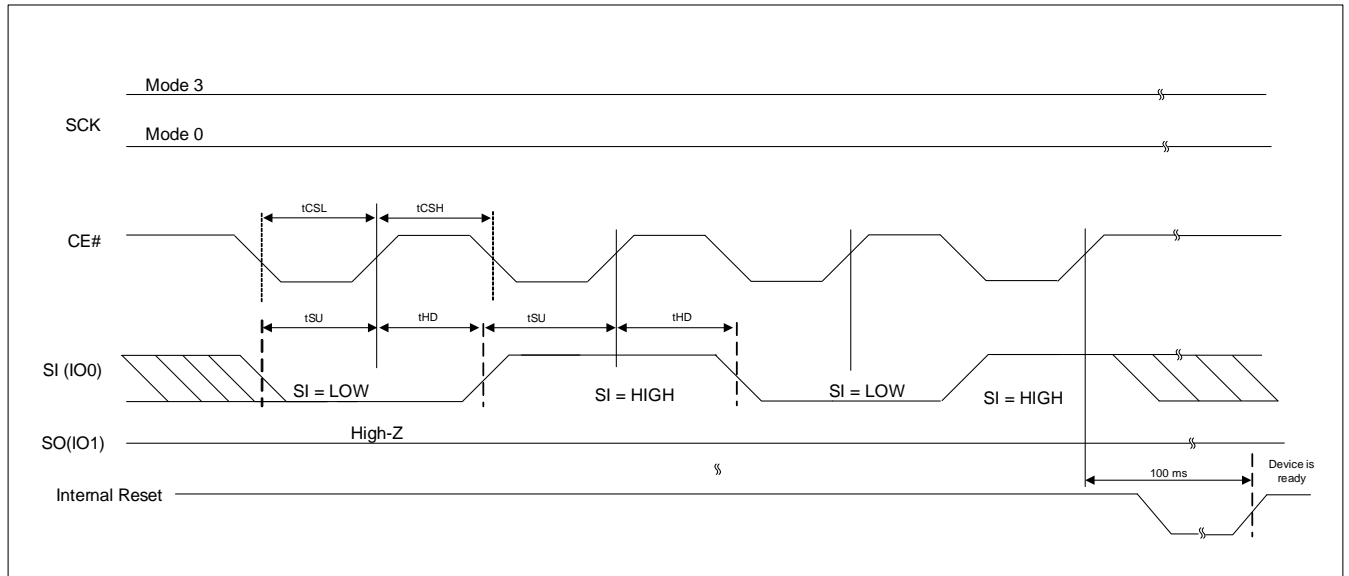 Mode 3
SCK
Mode 0
tCSL
tCSH
CE#
tSU
tHD
tSU
tHD
SI (IO0)
SI = LOW
SI = HIGH
SI = LOW
SI = HIGH
High-Z
SO(IO1)
100 ms
Device is
ready
Internal Reset